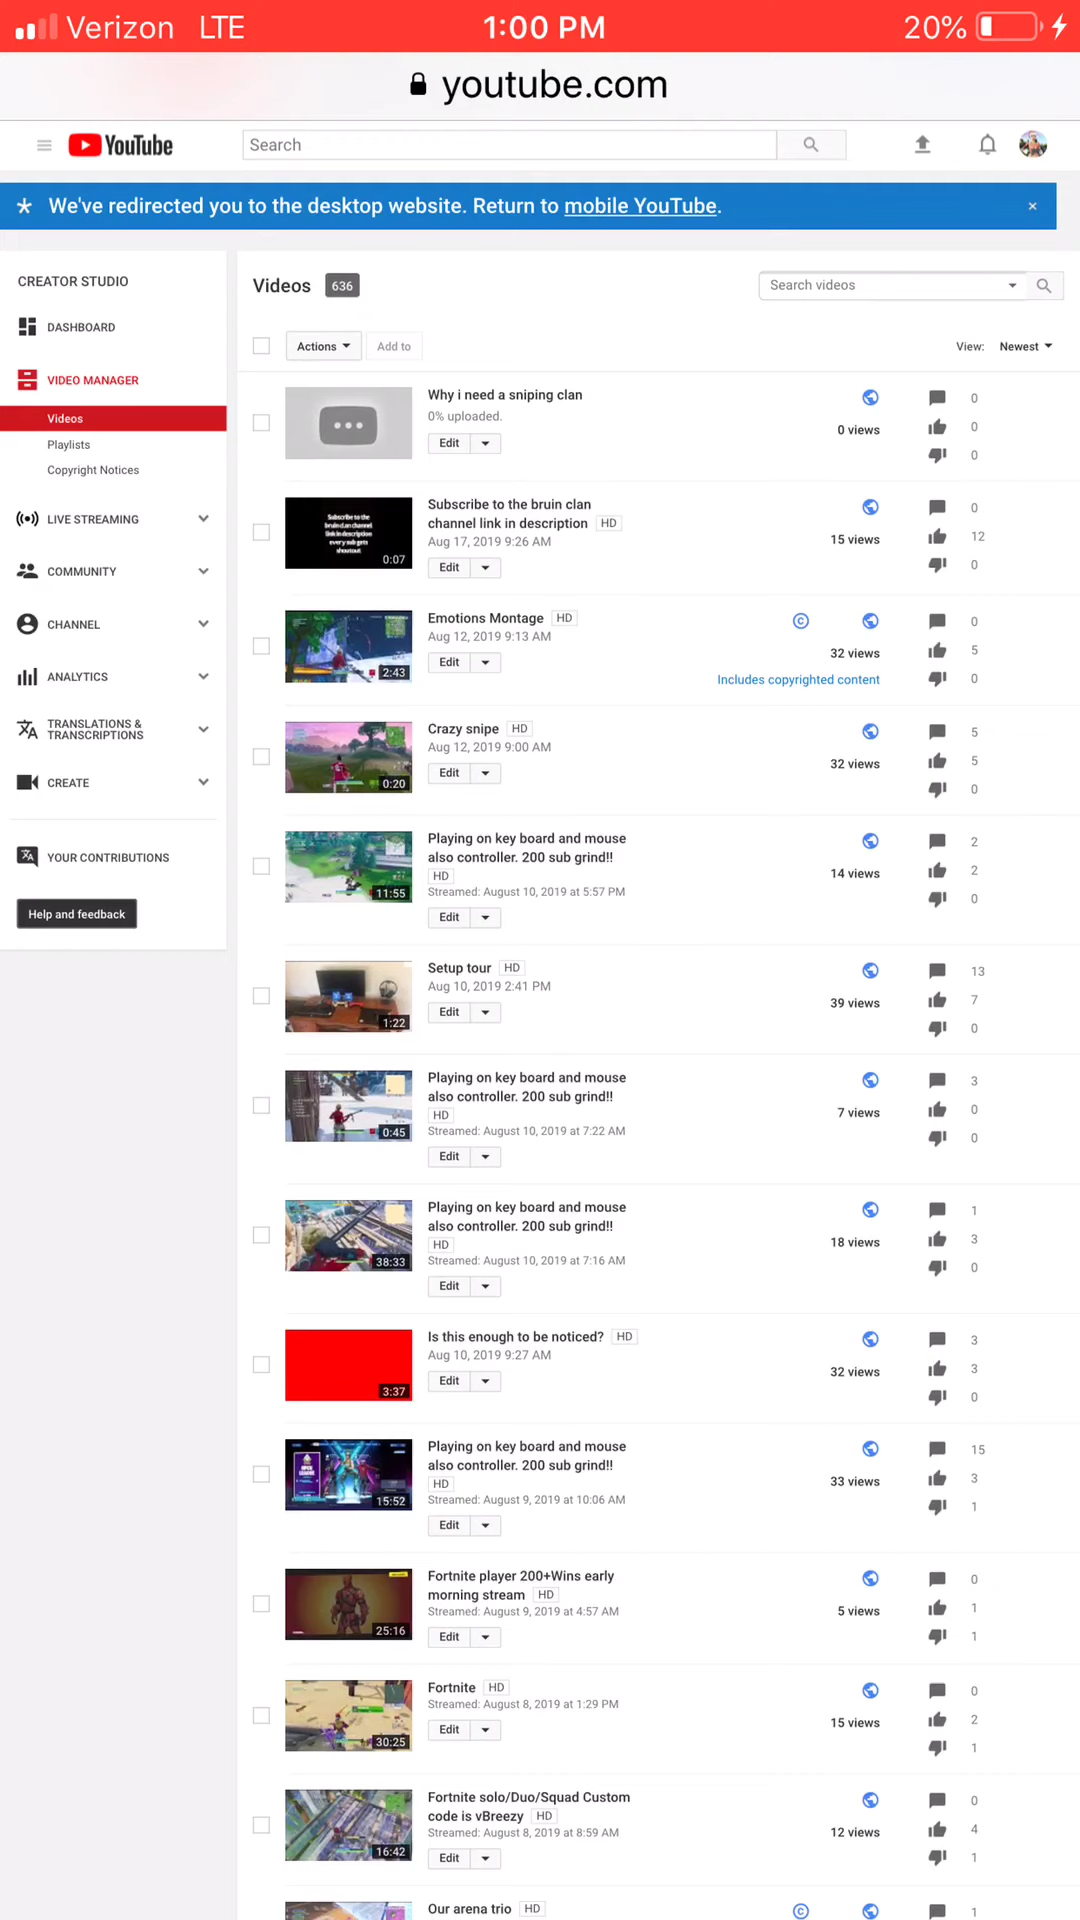 Verizon LTE 1:00 PM 20%
youtube.com
YouTube Search
We've redirected you to the desktop website. Return to mobile YouTube. ×
CREATOR STUDIO
DASHBOARD
VIDEO MANAGER
Videos
Playlists
Copyright Notices
LIVE STREAMING
COMMUNITY
CHANNEL
ANALYTICS
TRANSLATIONS &
TRANSCRIPTIONS
CREATE
YOUR CONTRIBUTIONS
Help and feedback
Videos 636 Search videos
Actions Add to View: Newest
Why i need a sniping clan
0% uploaded.
Edit
0 views
0
0
0
Subscribe to the
bruin clan channel
link in description
every sub gets
shoutout
0:07
Subscribe to the bruin clan
channel link in description HD
Aug 17, 2019 9:26 AM
Edit
15 views
0
12
0
2:43
Emotions Montage HD
Aug 12, 2019 9:13 AM
Edit
32 views
Includes copyrighted content
0
5
0
0:20
Crazy snipe HD
Aug 12, 2019 9:00 AM
Edit
32 views
5
5
0
11:55
Playing on key board and mouse
also controller. 200 sub grind!!
HD
Streamed: August 10, 2019 at 5:57 PM
Edit
14 views
2
2
0
1:22
Setup tour HD
Aug 10, 2019 2:41 PM
Edit
39 views
13
7
0
0:45
Playing on key board and mouse
also controller. 200 sub grind!!
HD
Streamed: August 10, 2019 at 7:22 AM
Edit
7 views
3
0
0
38:33
Playing on key board and mouse
also controller. 200 sub grind!!
HD
Streamed: August 10, 2019 at 7:16 AM
Edit
18 views
1
3
0
3:37
Is this enough to be noticed? HD
Aug 10, 2019 9:27 AM
Edit
32 views
3
3
0
15:52
Playing on key board and mouse
also controller. 200 sub grind!!
HD
Streamed: August 9, 2019 at 10:06 AM
Edit
33 views
15
3
1
25:16
Fortnite player 200+Wins early
morning stream HD
Streamed: August 9, 2019 at 4:57 AM
Edit
5 views
0
1
1
30:25
Fortnite HD
Streamed: August 8, 2019 at 1:29 PM
Edit
15 views
0
2
1
16:42
Fortnite solo/Duo/Squad Custom
code is vBreezy HD
Streamed: August 8, 2019 at 8:59 AM
Edit
12 views
0
4
1
Our arena trio HD
1